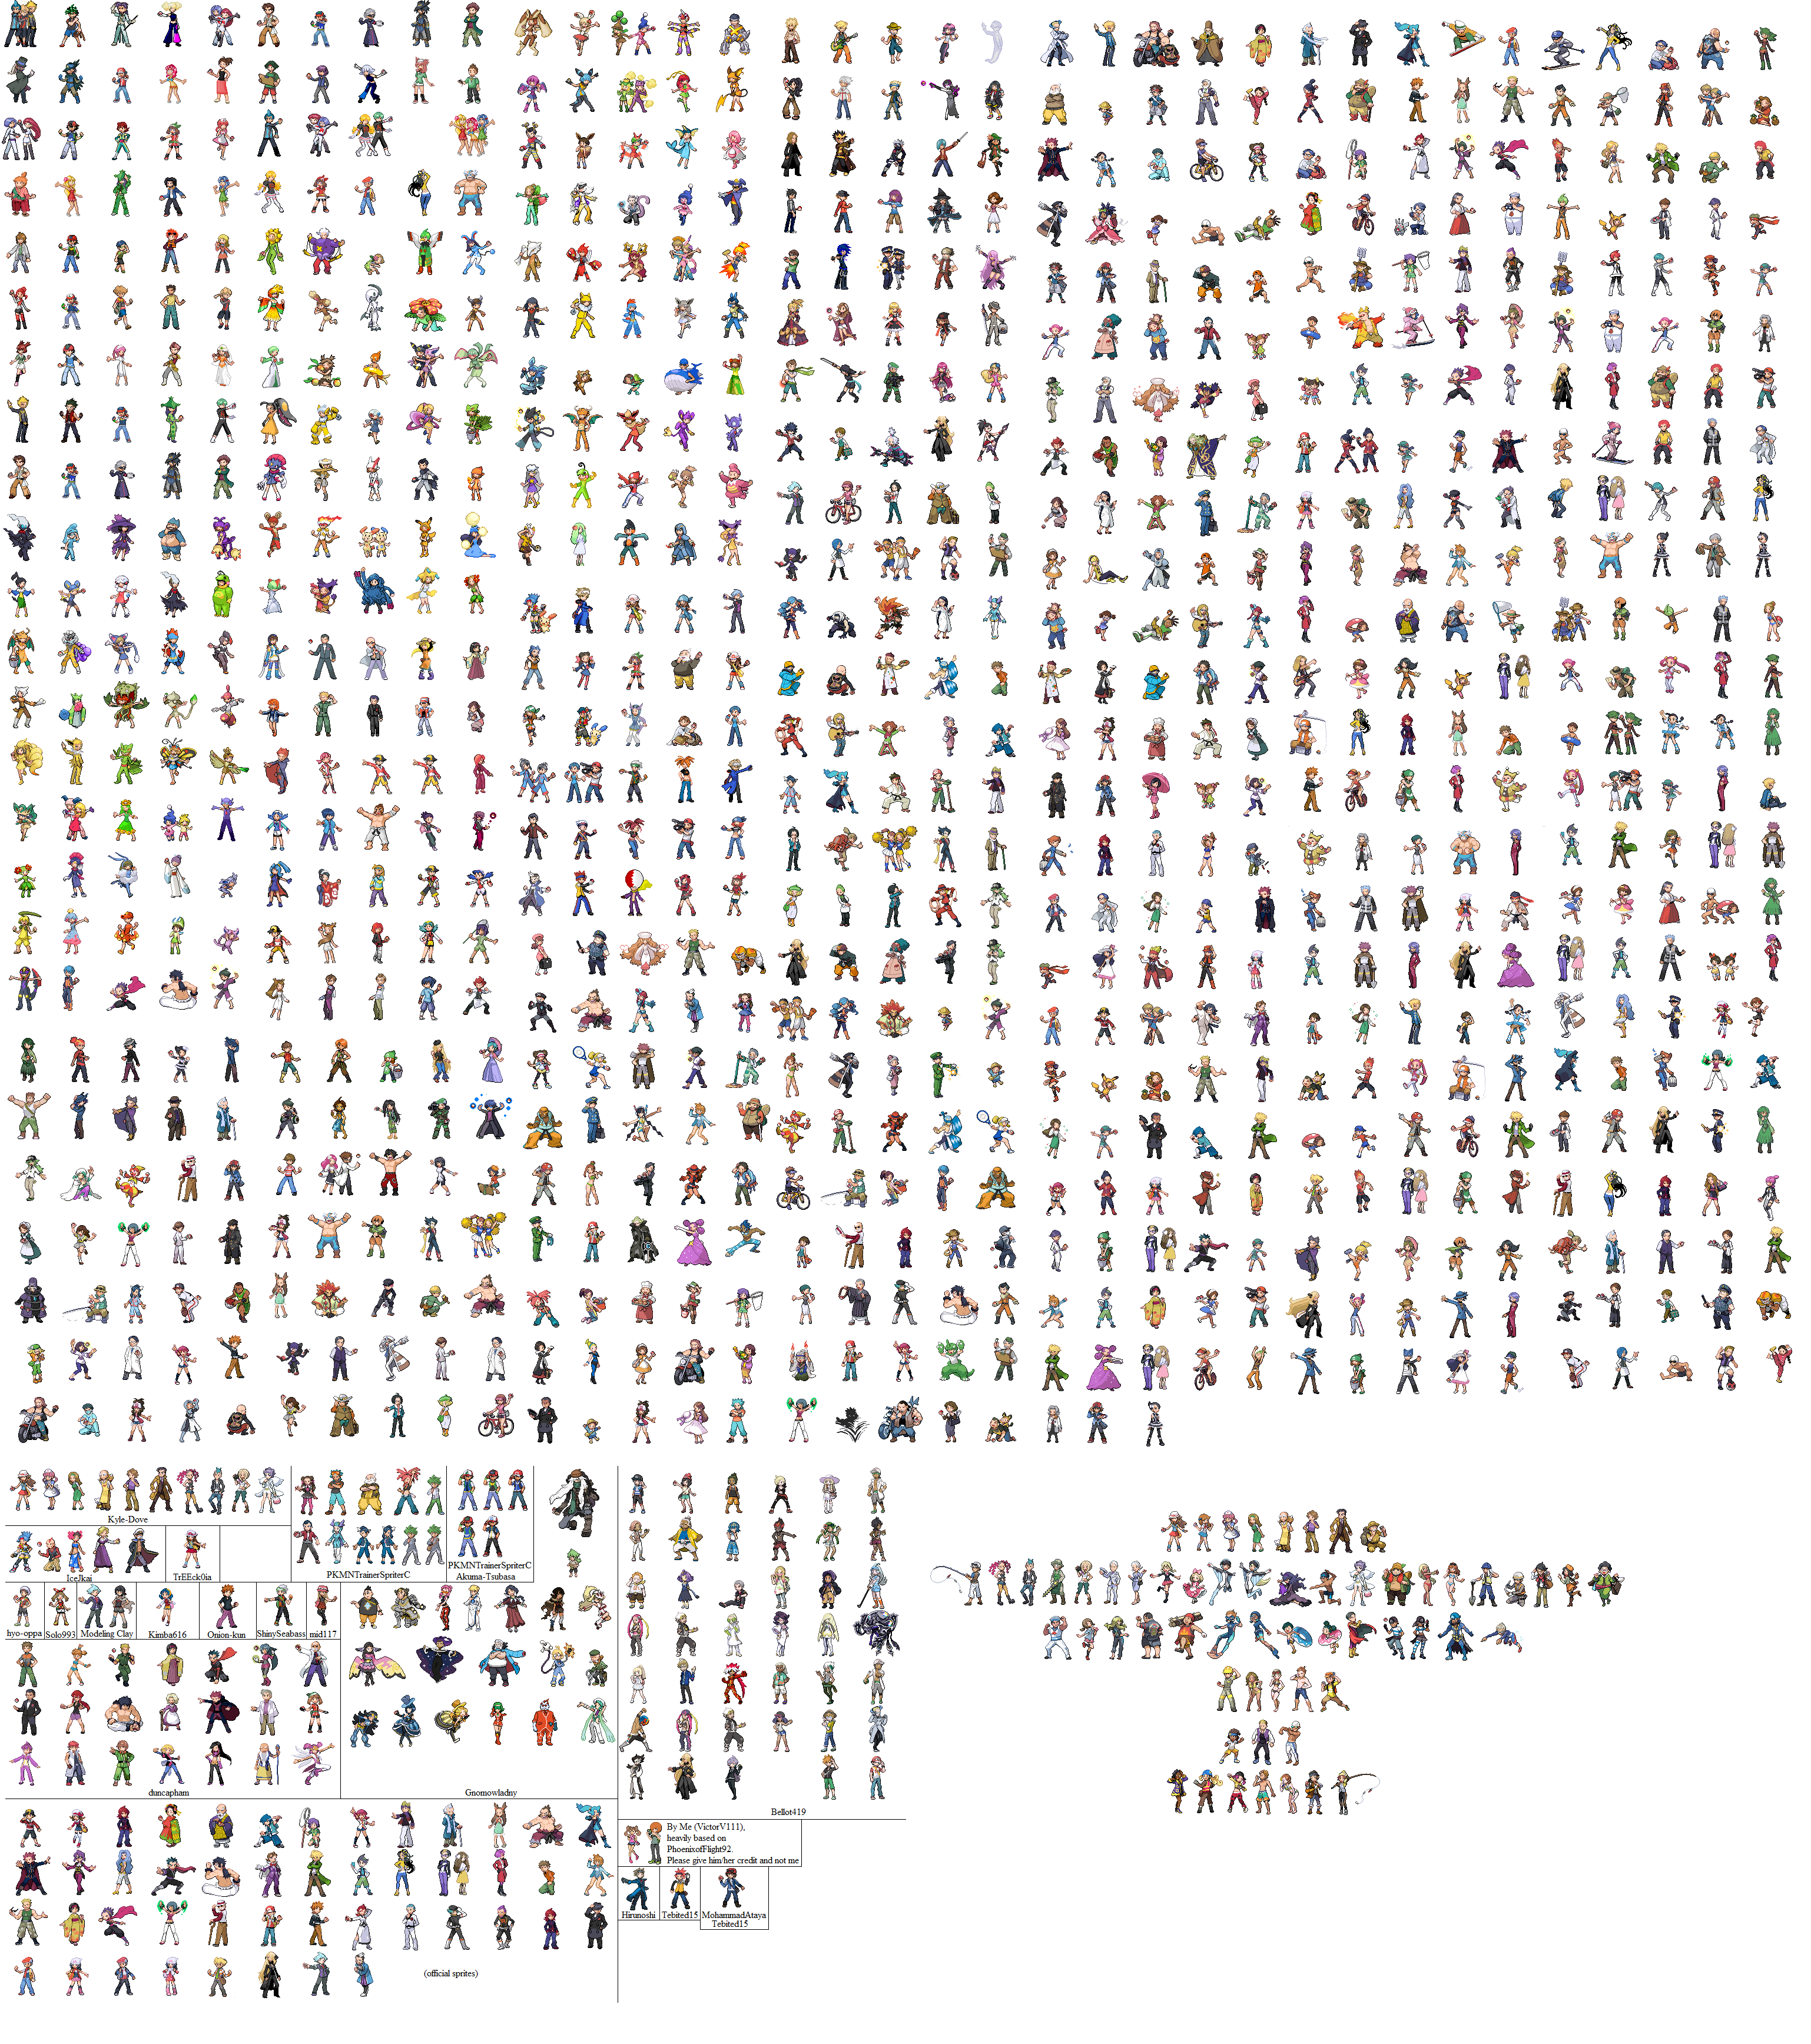 Kyle-Dove
IceJkai
TrEEck0ia
PKMNTrainerSpriterC
PKMNTrainerSpriterC
Akuma-Tsubasa
hyo-oppa
Solo993
Modeling Clay
Kimba616
Onion-kun
ShinySeabass
mid117
duncapham
Gnomowladny
Bellot419
By Me (VictorV111),
heavily based on
PhoenixofFlight92.
Please give him/her credit and not me
Hirunoshi
Tebited15
MohammadAtaya
Tebited15
(official sprites)